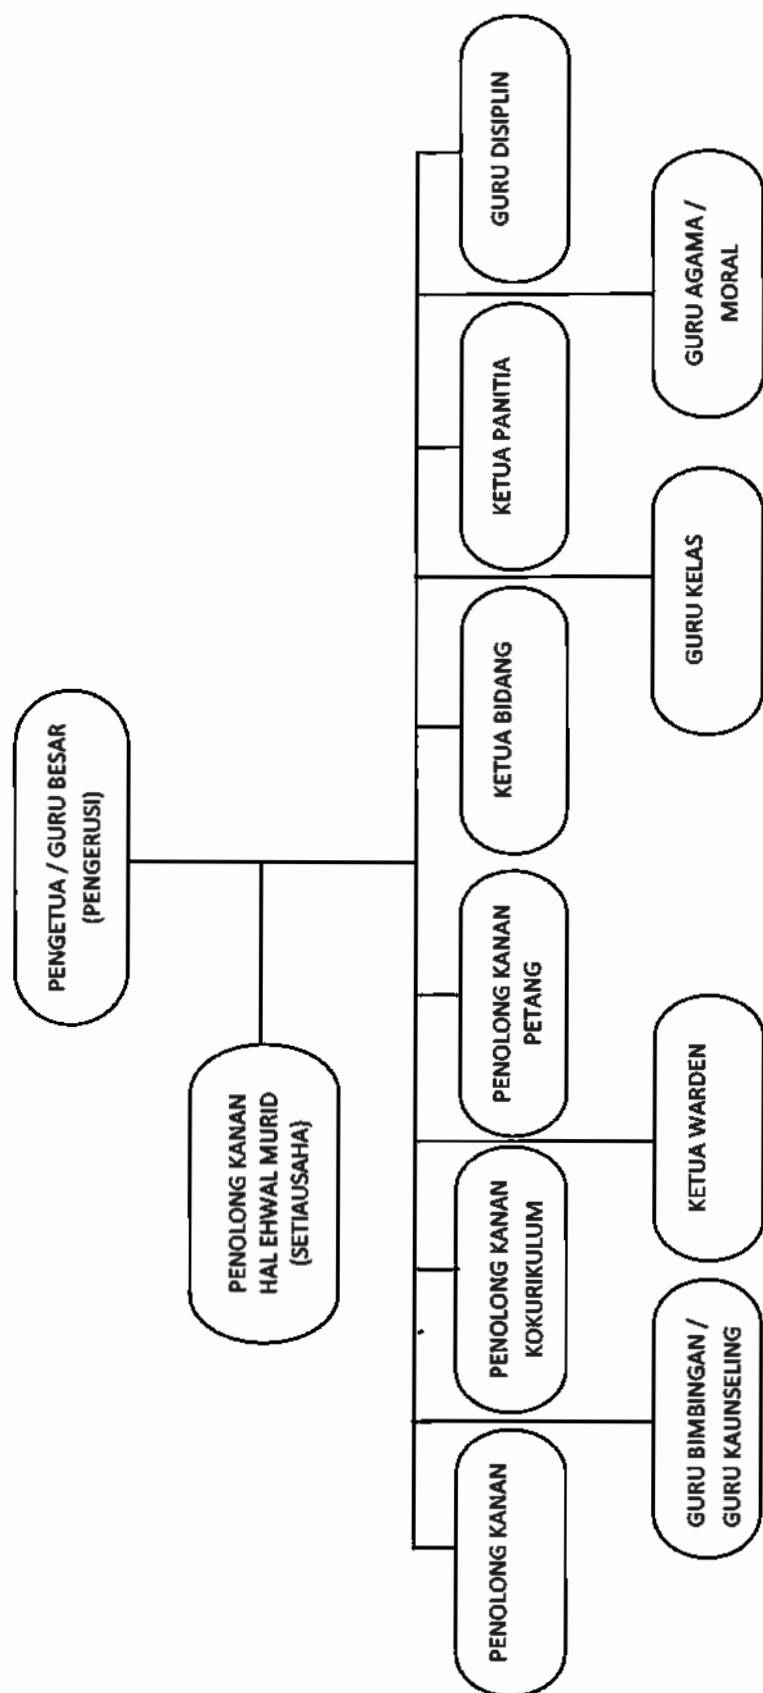 PENGETUA / GURU BESAR
(PENGERUSI)
PENOLONG KANAN
HAL EHWAL MURID
(SETIAUSAHA)
PENOLONG KANAN
PENOLONG KANAN
KOKURIKULUM
PENOLONG KANAN
PETANG
KETUA BIDANG
KETUA PANITIA
GURU DISIPLIN
GURU BIMBINGAN /
GURU KAUNSELING
KETUA WARDEN
GURU KELAS
GURU AGAMA /
MORAL